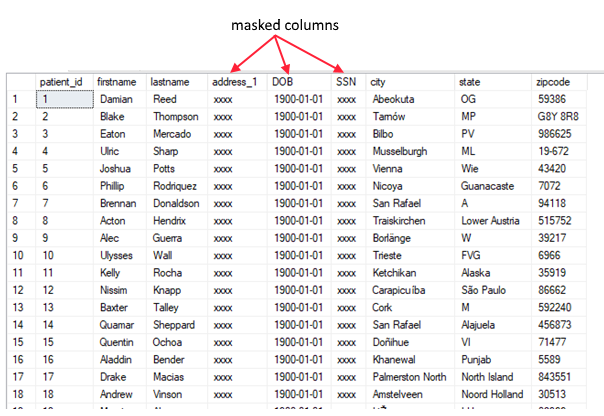 masked columns
patient_id firstname lastname address_1 DOB SSN city state zipcode
1 1 Damian Reed xxxx 1900-01-01 xxxx Abeokuta OG 59386
2 2 Blake Thompson xxxx 1900-01-01 xxxx Tarnów MP G8Y 8R8
3 3 Eaton Mercado xxxx 1900-01-01 xxxx Bilbo PV 986625
4 4 Ulric Sharp xxxx 1900-01-01 xxxx Musselburgh ML 19-672
5 5 Joshua Potts xxxx 1900-01-01 xxxx Vienna Wie 43420
6 6 Phillip Rodriquez xxxx 1900-01-01 xxxx Nicoya Guanacaste 7072
7 7 Brennan Donaldson xxxx 1900-01-01 xxxx San Rafael A 94118
8 8 Acton Hendrix xxxx 1900-01-01 xxxx Traiskirchen Lower Austria 515752
9 9 Alec Guerra xxxx 1900-01-01 xxxx Borlänge W 39217
10 10 Ulysses Wall xxxx 1900-01-01 xxxx Trieste FVG 6966
11 11 Kelly Rocha xxxx 1900-01-01 xxxx Ketchikan Alaska 35919
12 12 Nissim Knapp xxxx 1900-01-01 xxxx Carapicuíba São Paulo 86662
13 13 Baxter Talley xxxx 1900-01-01 xxxx Cork M 592240
14 14 Quamar Sheppard xxxx 1900-01-01 xxxx San Rafael Alajuela 456873
15 15 Quentin Ochoa xxxx 1900-01-01 xxxx Doñihue VI 71477
16 16 Aladdin Bender xxxx 1900-01-01 xxxx Khanewal Punjab 5589
17 17 Drake Macias xxxx 1900-01-01 xxxx Palmerston North North Island 843551
18 18 Andrew Vinson xxxx 1900-01-01 xxxx Amstelveen Noord Holland 30513